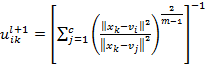 u_{ik}^{l+1} = [∑_{j=1}^{c} (‖x_k−v_i‖² / ‖x_k−v_j‖²)^{2/(m−1)}]^{−1}